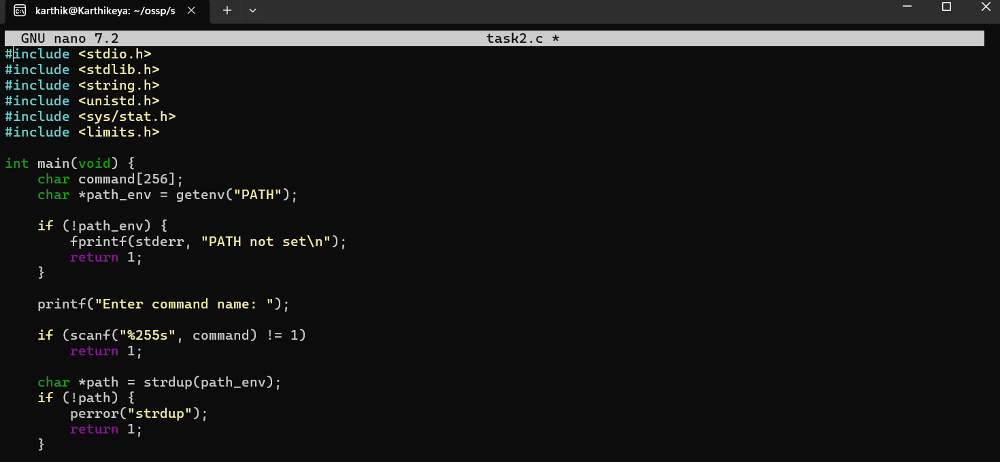 karthik@Karthikeya: ~/ossp/s
GNU nano 7.2 task2.c *
#include <stdio.h>
#include <stdlib.h>
#include <string.h>
#include <unistd.h>
#include <sys/stat.h>
#include <limits.h>

int main(void) {
    char command[256];
    char *path_env = getenv("PATH");

    if (!path_env) {
        fprintf(stderr, "PATH not set\n");
        return 1;
    }

    printf("Enter command name: ");

    if (scanf("%255s", command) != 1)
        return 1;

    char *path = strdup(path_env);
    if (!path) {
        perror("strdup");
        return 1;
    }